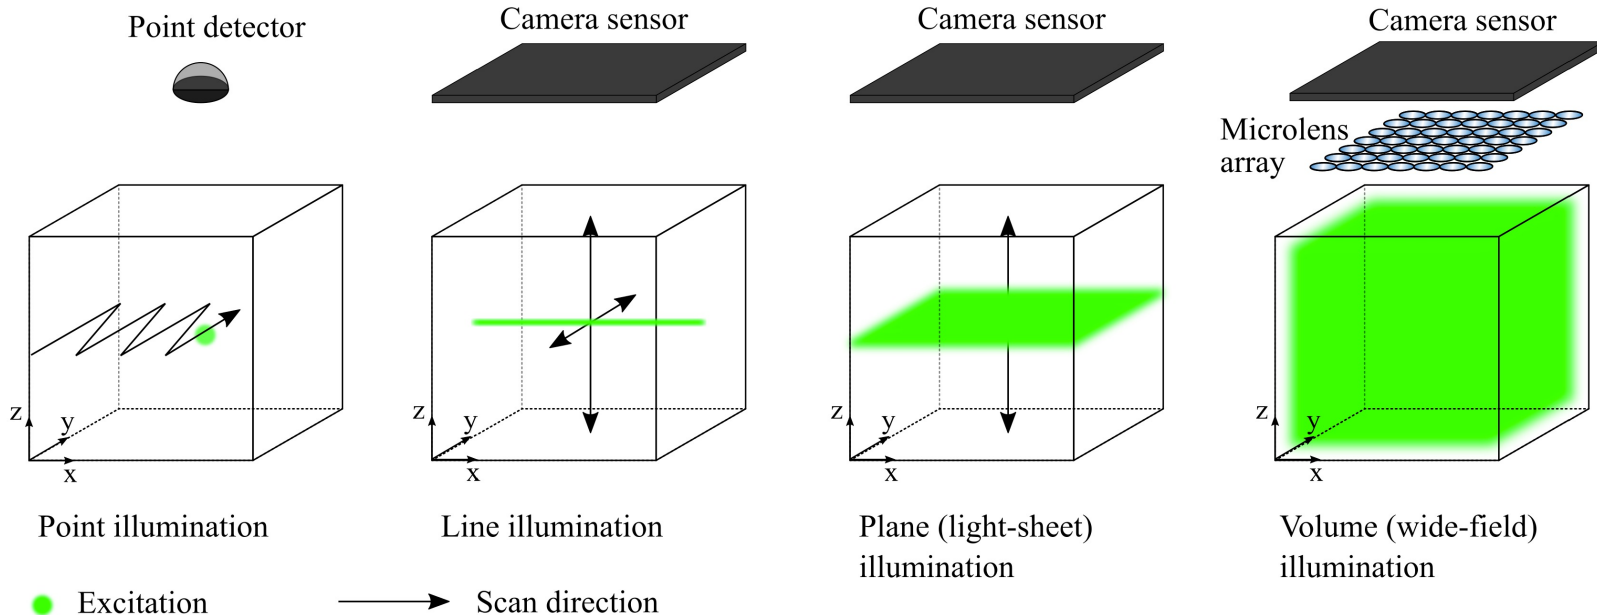 Point detector
Camera sensor
Camera sensor
Camera sensor
Microlens
array
z
y
x
z
y
x
z
y
x
z
y
x
Point illumination
Line illumination
Plane (light-sheet)
illumination
Volume (wide-field)
illumination
Excitation
Scan direction